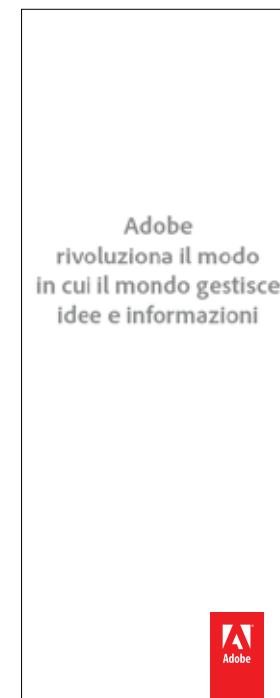 Adobe
rivoluziona il modo
in cui il mondo gestisce
idee e informazioni
Adobe